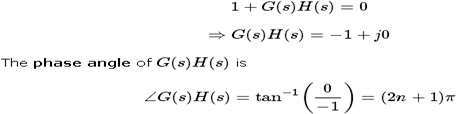 1 + G(s)H(s) = 0
⇒ G(s)H(s) = −1 + j0
The phase angle of G(s)H(s) is
∠G(s)H(s) = tan⁻¹(0/−1) = (2n + 1)π